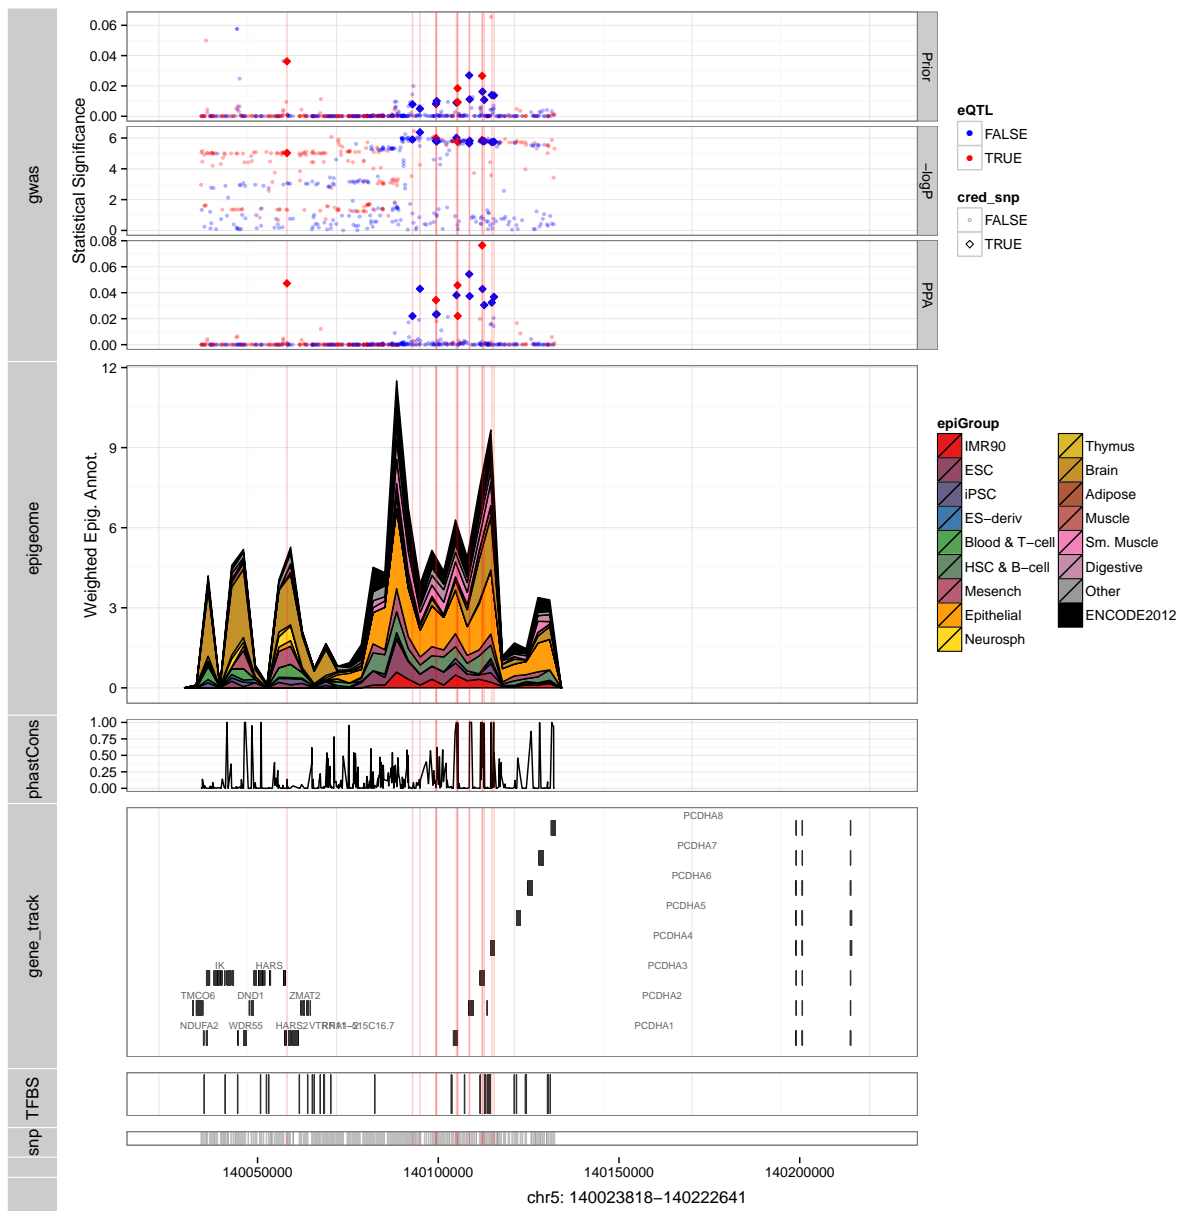 gwas
Statistical Significance
0.06
0.04
0.02
0.00
Prior
6
4
2
0
−logP
0.08
0.06
0.04
0.02
0.00
PPA
eQTL
FALSE
TRUE
cred_snp
FALSE
TRUE
epigeome
Weighted Epig. Annot.
12
9
6
3
0
epiGroup
IMR90
ESC
iPSC
ES−deriv
Blood & T−cell
HSC & B−cell
Mesench
Epithelial
Neurosph
Thymus
Brain
Adipose
Muscle
Sm. Muscle
Digestive
Other
ENCODE2012
phastCons
1.00
0.75
0.50
0.25
0.00
gene_track
PCDHA8
PCDHA7
PCDHA6
PCDHA5
PCDHA4
IK HARS PCDHA3
TMCO6 DND1 ZMAT2 PCDHA2
NDUFA2 WDR55 HARS2 PCDHA1
TFBS
snp
140050000 140100000 140150000 140200000
chr5: 140023818−140222641